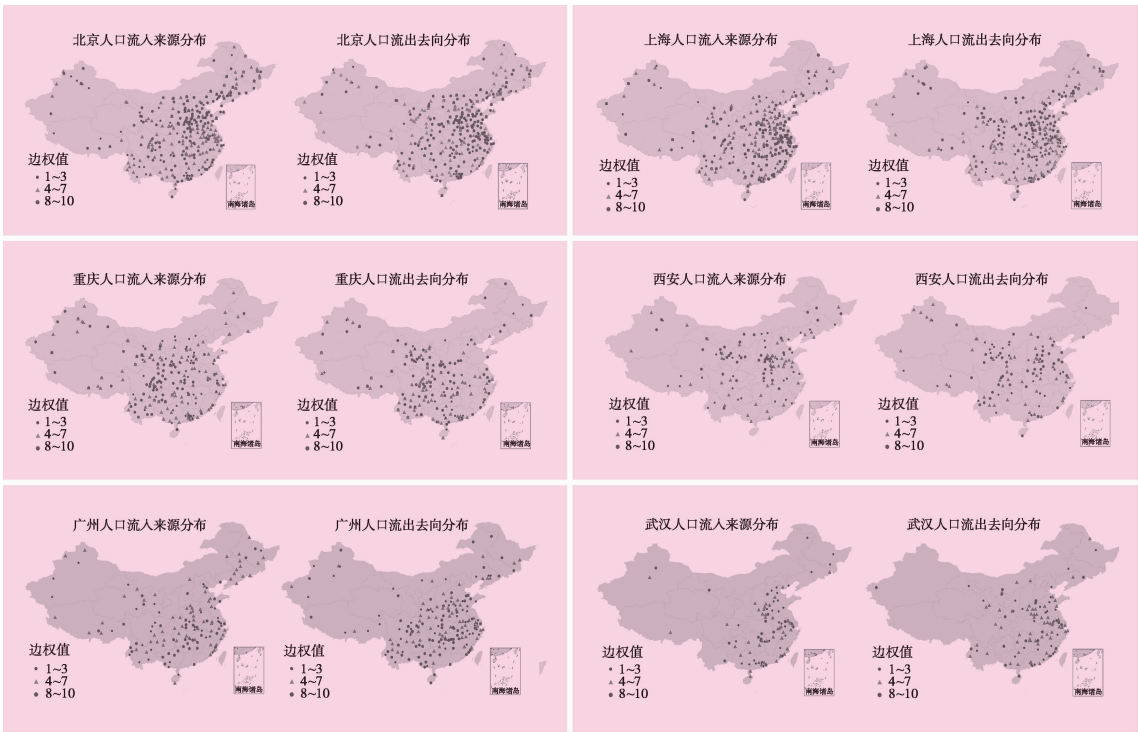 北京人口流入来源分布
边权值
1~3
4~7
8~10
南海诸岛
北京人口流出去向分布
边权值
1~3
4~7
8~10
南海诸岛
上海人口流入来源分布
边权值
1~3
4~7
8~10
南海诸岛
上海人口流出去向分布
边权值
1~3
4~7
8~10
南海诸岛
重庆人口流入来源分布
边权值
1~3
4~7
8~10
南海诸岛
重庆人口流出去向分布
边权值
1~3
4~7
8~10
南海诸岛
西安人口流入来源分布
边权值
1~3
4~7
8~10
南海诸岛
西安人口流出去向分布
边权值
1~3
4~7
8~10
南海诸岛
广州人口流入来源分布
边权值
1~3
4~7
8~10
南海诸岛
广州人口流出去向分布
边权值
1~3
4~7
8~10
南海诸岛
武汉人口流入来源分布
边权值
1~3
4~7
8~10
南海诸岛
武汉人口流出去向分布
边权值
1~3
4~7
8~10
南海诸岛